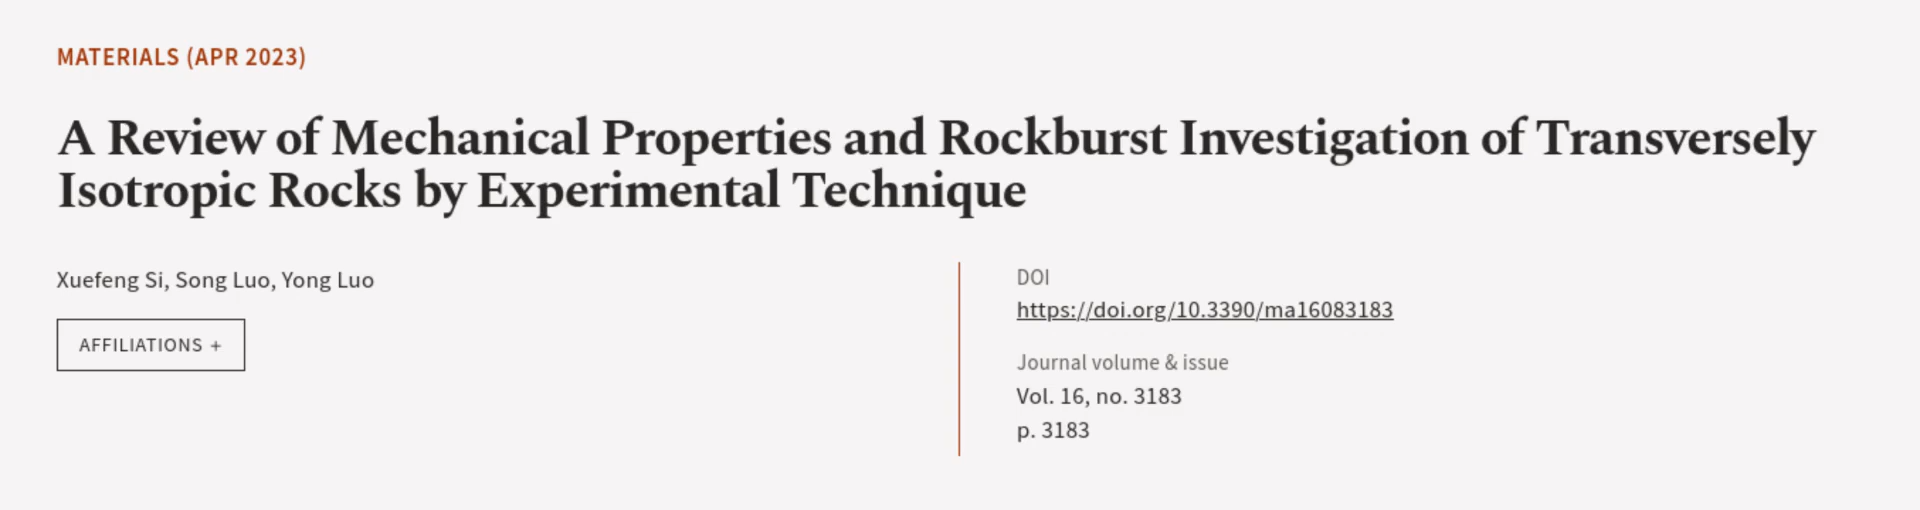 MATERIALS (APR 2023)
A Review of Mechanical Properties and Rockburst Investigation of Transversely
Isotropic Rocks by Experimental Technique
Xuefeng Si, Song Luo, Yong Luo
AFFILIATIONS +
DOI
https://doi.org/10.3390/ma16083183
Journal volume & issue
Vol. 16, no. 3183
p. 3183